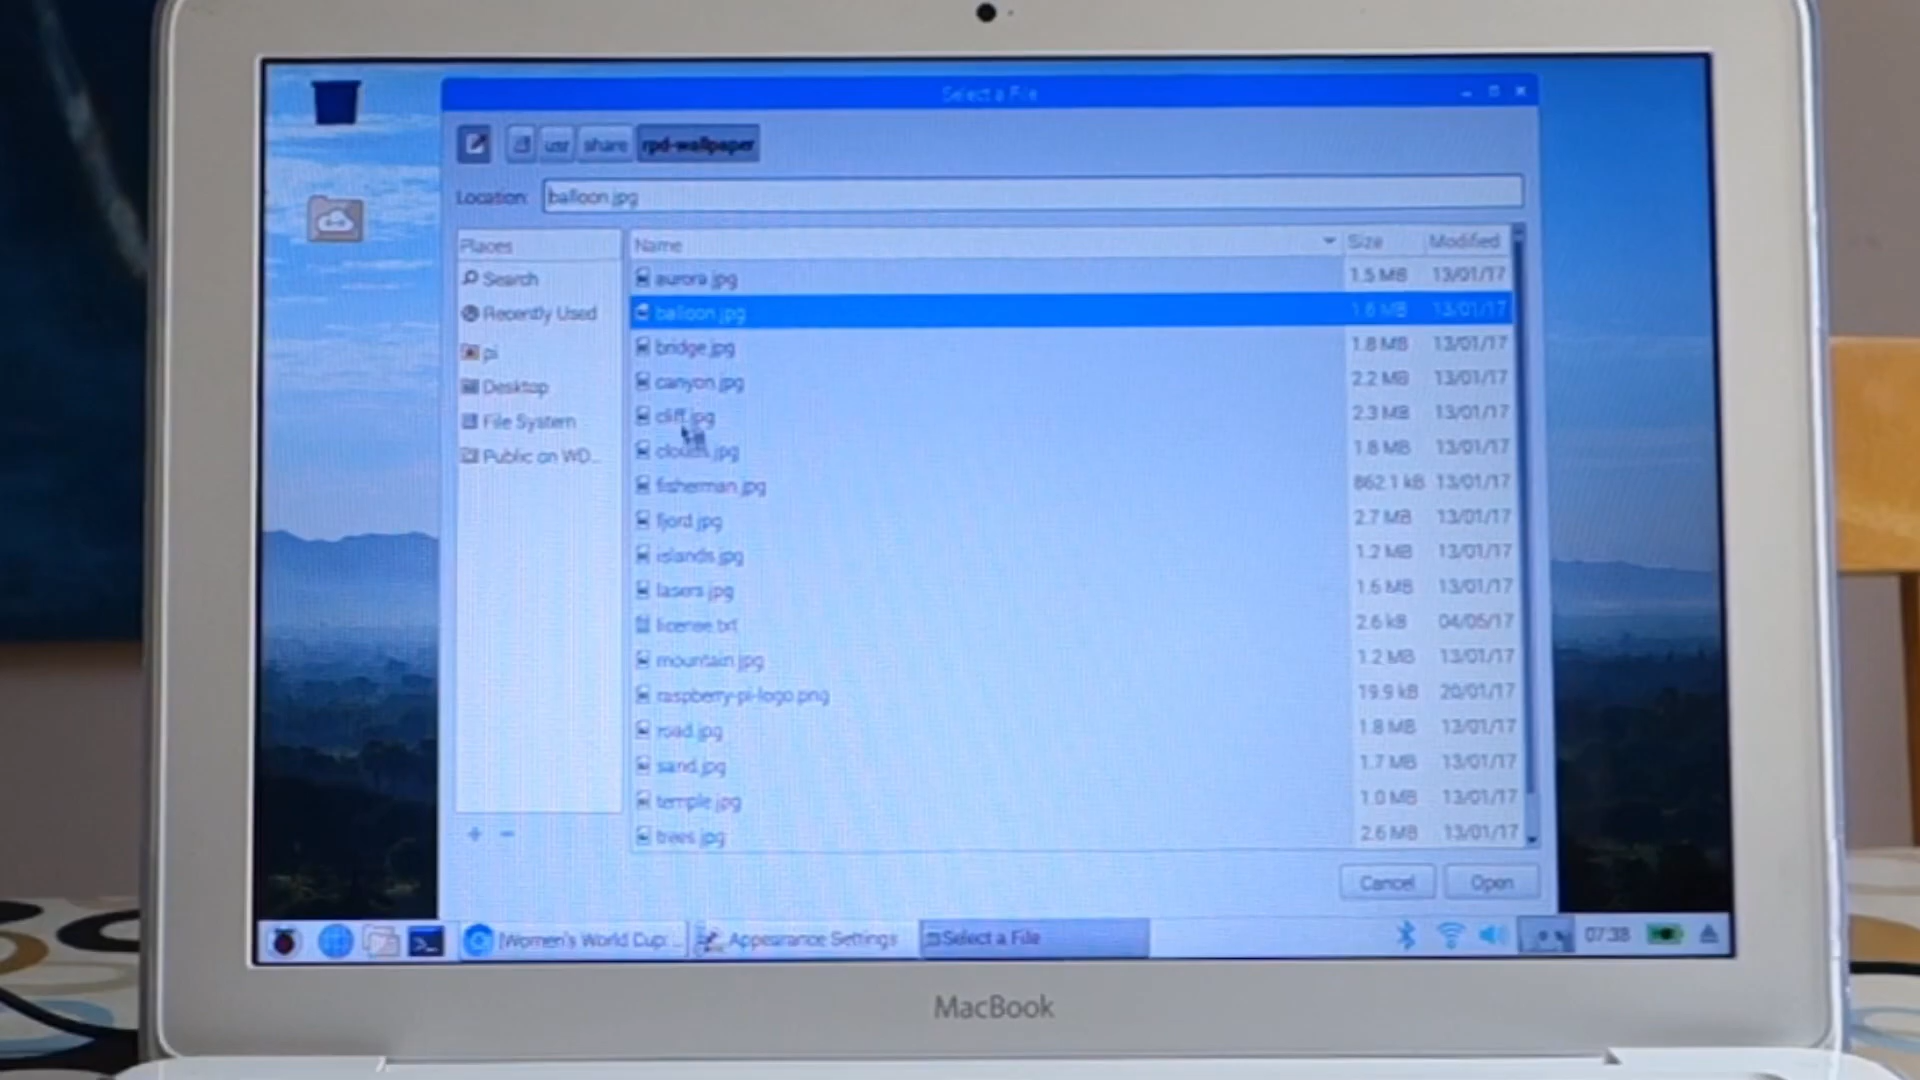 Select a File
usr share rpd-wallpaper
Location: balloon.jpg
Places
Search
Recently Used
pi
Desktop
File System
Public on WD...
Name Size Modified
aurora.jpg 1.5 MB 13/01/17
balloon.jpg 1.6 MB 13/01/17
bridge.jpg 1.8 MB 13/01/17
canyon.jpg 2.2 MB 13/01/17
cliff.jpg 2.3 MB 13/01/17
clouds.jpg 1.8 MB 13/01/17
fisherman.jpg 862.1 kB 13/01/17
fjord.jpg 2.7 MB 13/01/17
islands.jpg 1.2 MB 13/01/17
lasers.jpg 1.6 MB 13/01/17
license.txt 2.6 kB 04/05/17
mountain.jpg 1.2 MB 13/01/17
raspberry-pi-logo.png 19.9 kB 20/01/17
road.jpg 1.8 MB 13/01/17
sand.jpg 1.7 MB 13/01/17
temple.jpg 1.0 MB 13/01/17
trees.jpg 2.6 MB 13/01/17
Cancel Open
[Women's World Cup: ... Appearance Settings Select a File 07:38
MacBook